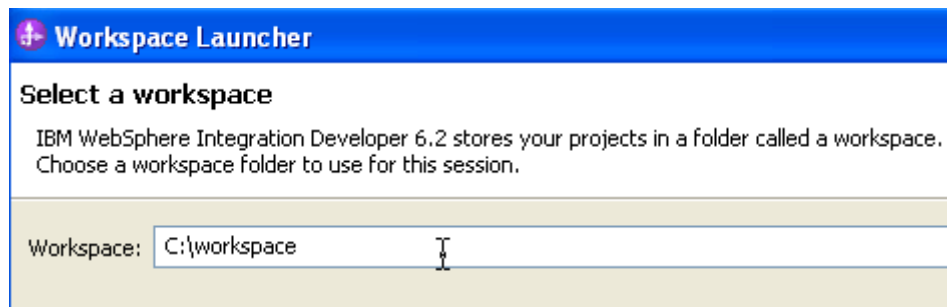 Workspace Launcher
Select a workspace
IBM WebSphere Integration Developer 6.2 stores your projects in a folder called a workspace.
Choose a workspace folder to use for this session.
Workspace: C:\workspace